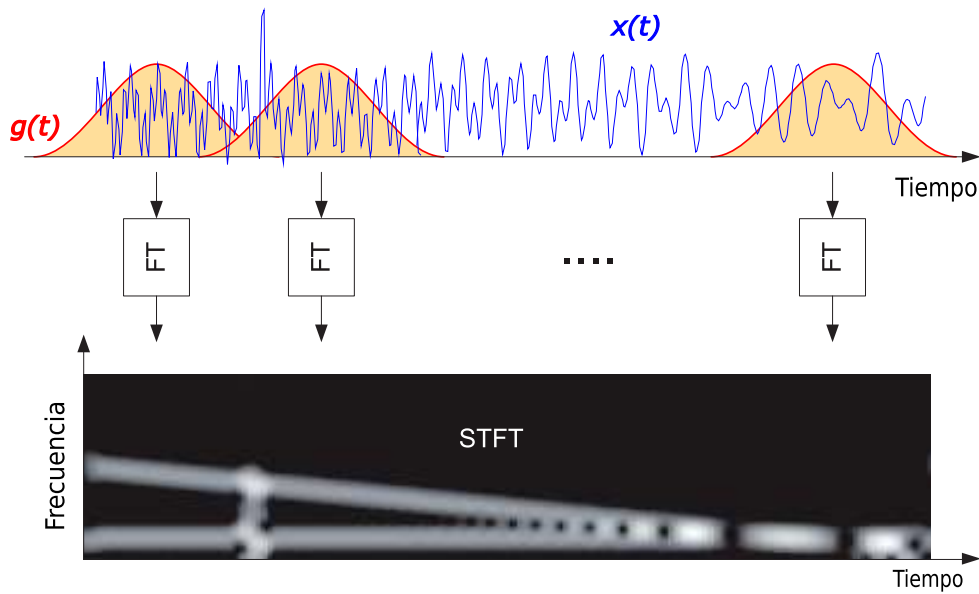 x(t)
g(t)
Tiempo
FT
FT
FT
STFT
Frecuencia
Tiempo